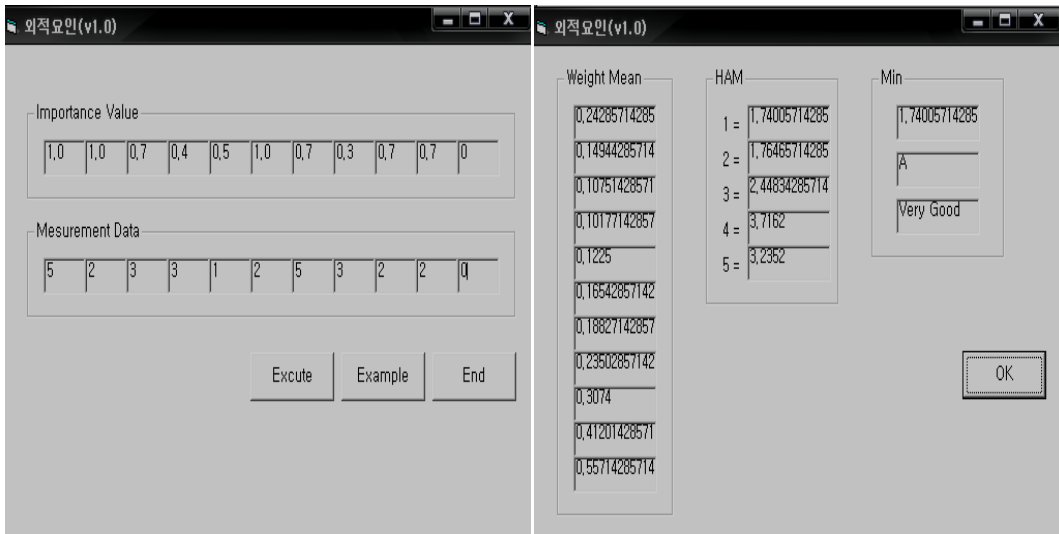 외적요인(v1.0)
Importance Value
1,0 1,0 0,7 0,4 0,5 1,0 0,7 0,3 0,7 0,7 0
Mesurement Data
5 2 3 3 1 2 5 3 2 2 0
Excute Example End
외적요인(v1.0)
Weight Mean
0,24285714285
0,14944285714
0,10751428571
0,10177142857
0,1225
0,16542857142
0,18827142857
0,23502857142
0,3074
0,41201428571
0,55714285714
HAM
1 = 1,74005714285
2 = 1,76465714285
3 = 2,44834285714
4 = 3,7162
5 = 3,2352
Min
1,74005714285
A
Very Good
OK